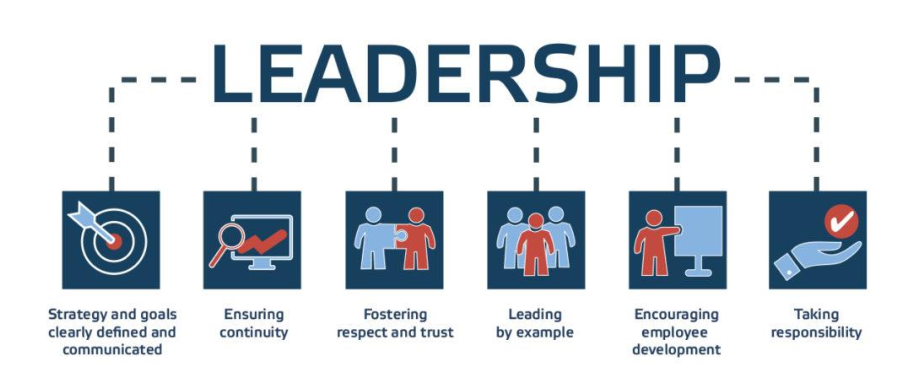 LEADERSHIP
Strategy and goals
clearly defined and
communicated
Ensuring
continuity
Fostering
respect and trust
Leading
by example
Encouraging
employee
development
Taking
responsibility